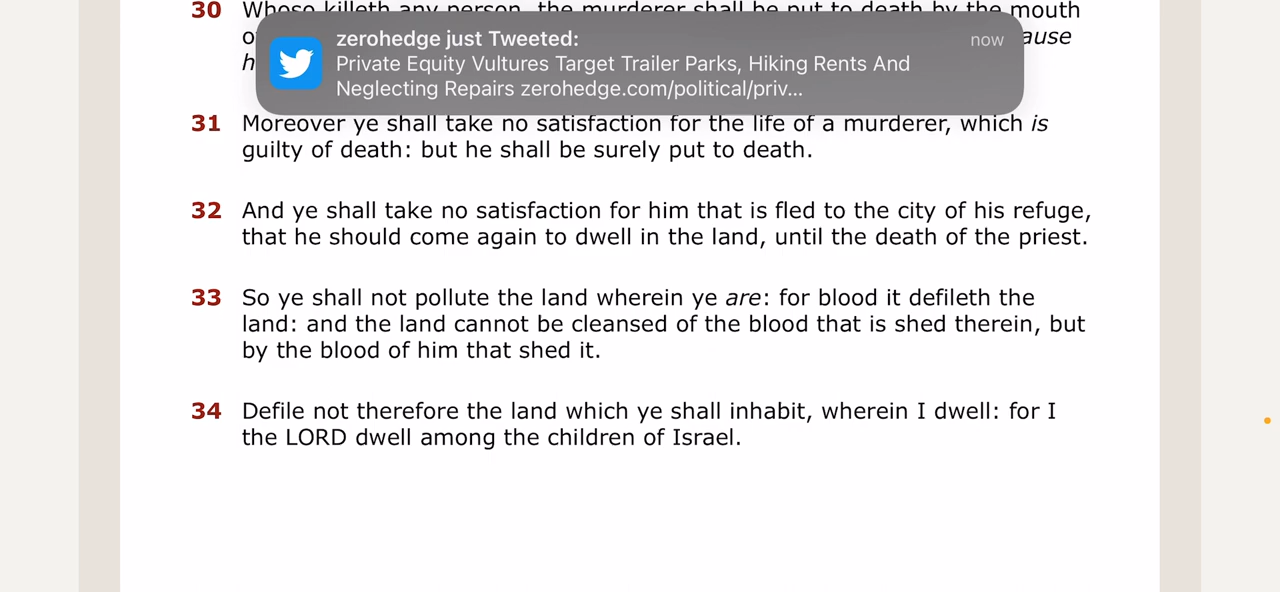 30 Whoso killeth any person, the murderer shall be put to death by the mouth
zerohedge just Tweeted:
now
Private Equity Vultures Target Trailer Parks, Hiking Rents And
Neglecting Repairs zerohedge.com/political/priv...
31 Moreover ye shall take no satisfaction for the life of a murderer, which is
guilty of death: but he shall be surely put to death.
32 And ye shall take no satisfaction for him that is fled to the city of his refuge,
that he should come again to dwell in the land, until the death of the priest.
33 So ye shall not pollute the land wherein ye are: for blood it defileth the
land: and the land cannot be cleansed of the blood that is shed therein, but
by the blood of him that shed it.
34 Defile not therefore the land which ye shall inhabit, wherein I dwell: for I
the LORD dwell among the children of Israel.